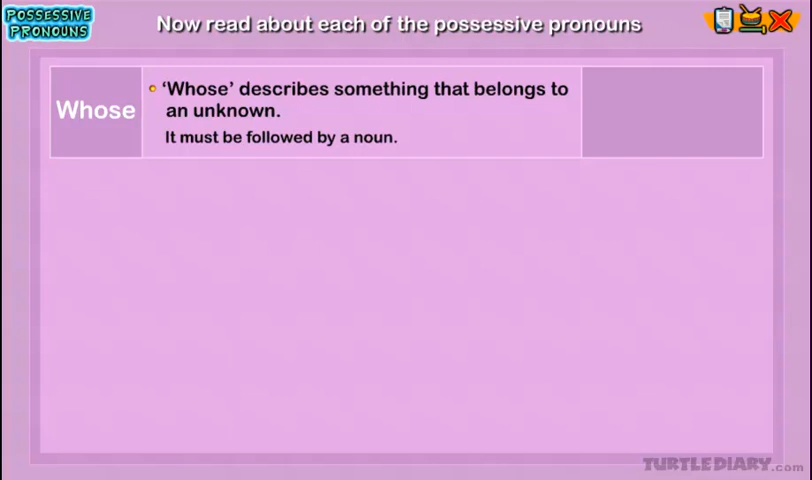 POSSESSIVE
PRONOUNS
Now read about each of the possessive pronouns
Whose
‘Whose’ describes something that belongs to
an unknown.
It must be followed by a noun.
TURTLEDIARY.com